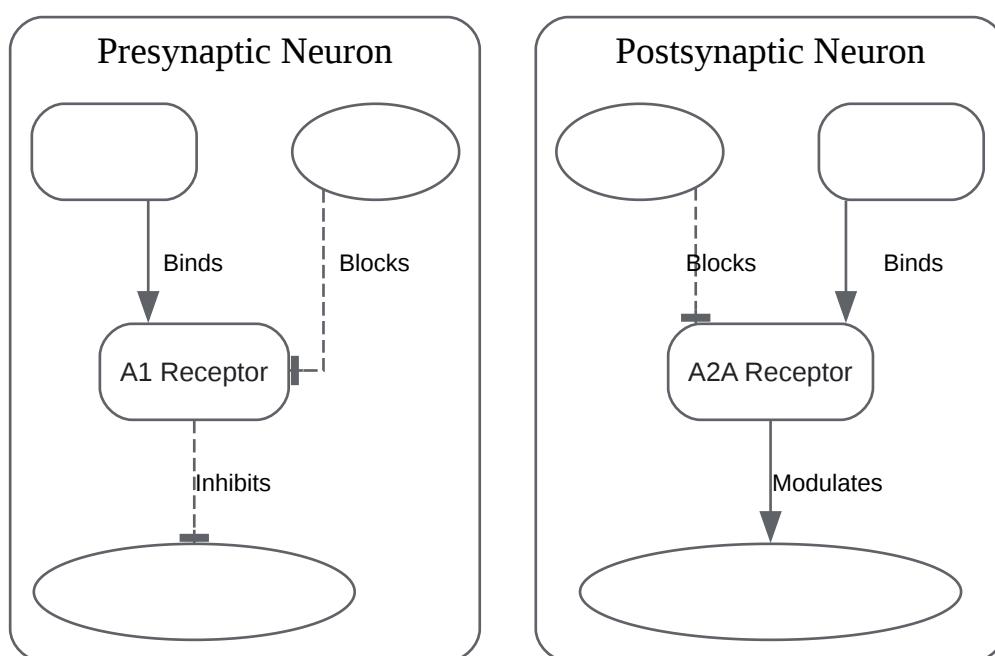 Presynaptic Neuron
Postsynaptic Neuron
Binds
Blocks
Blocks
Binds
A1 Receptor
A2A Receptor
Inhibits
Modulates